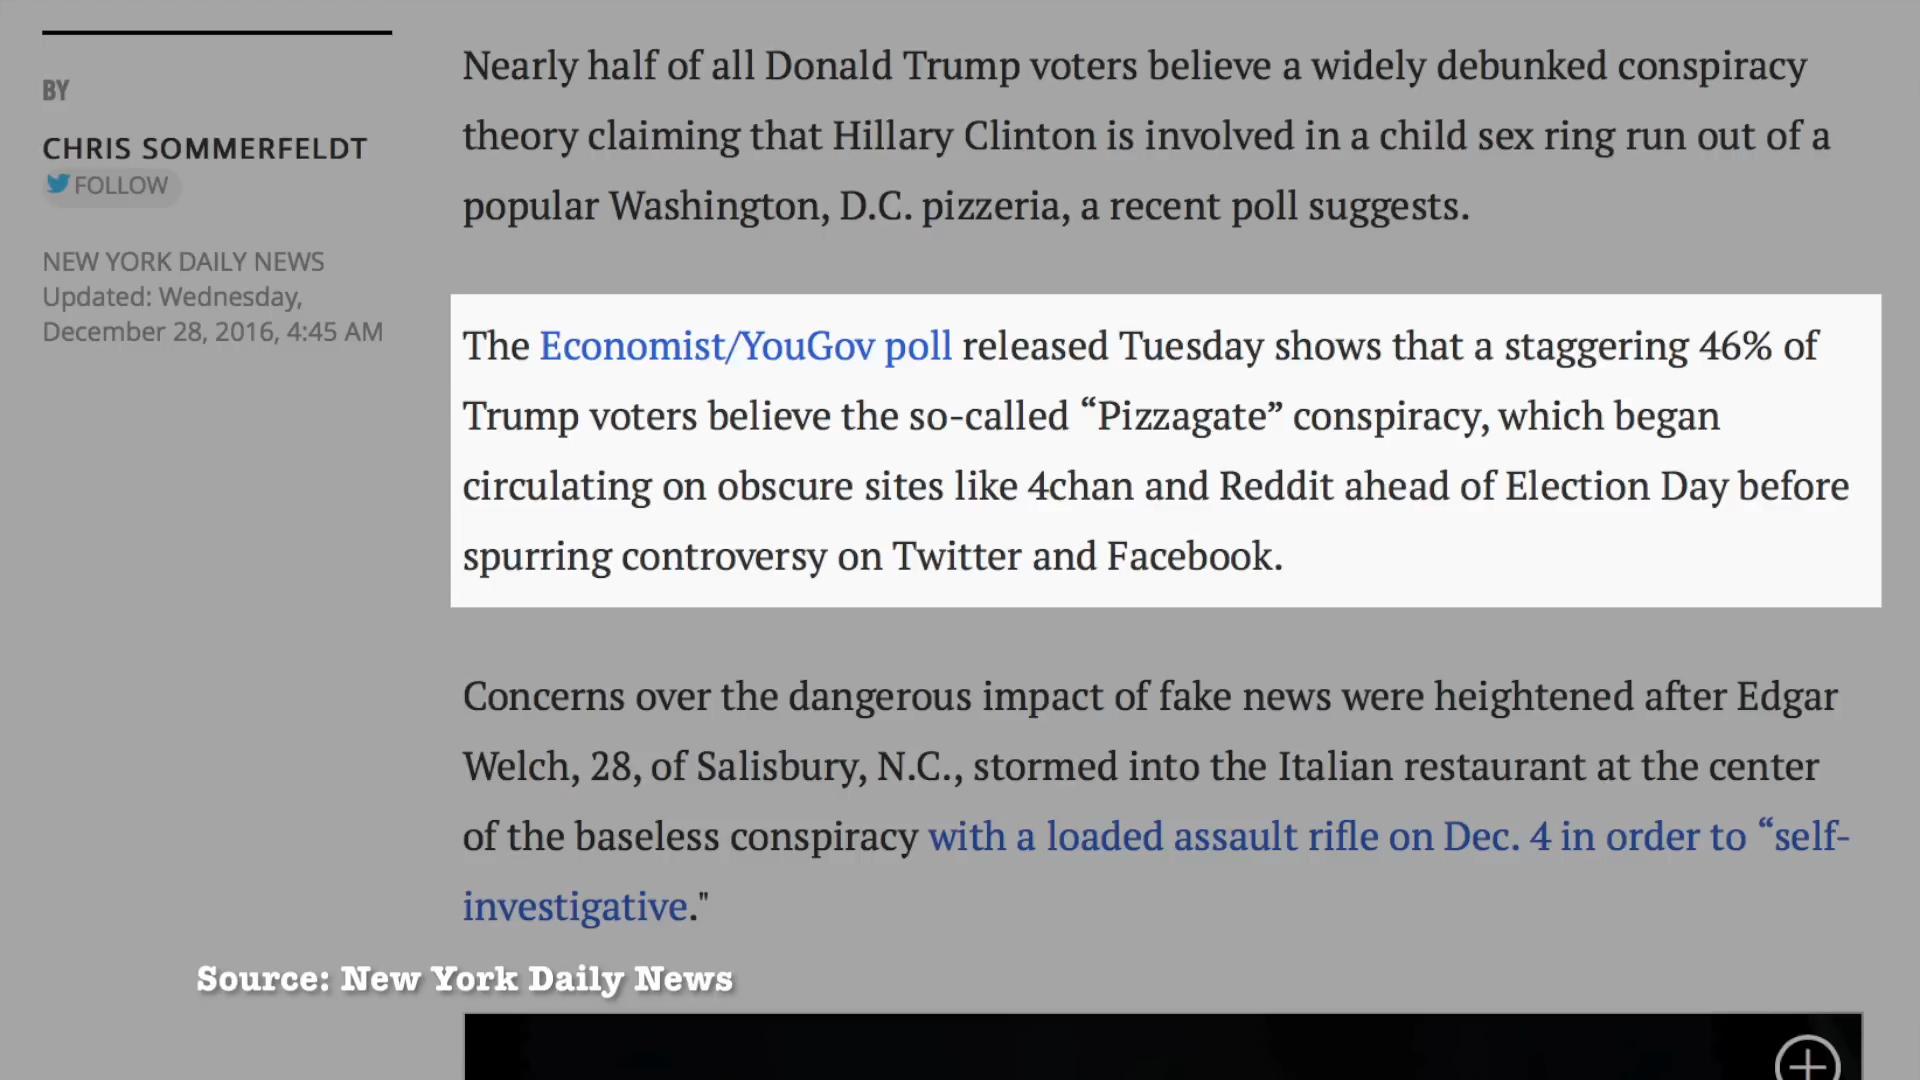 BY
CHRIS SOMMERFELDT
FOLLOW
NEW YORK DAILY NEWS
Updated: Wednesday,
December 28, 2016, 4:45 AM
Nearly half of all Donald Trump voters believe a widely debunked conspiracy
theory claiming that Hillary Clinton is involved in a child sex ring run out of a
popular Washington, D.C. pizzeria, a recent poll suggests.
The Economist/YouGov poll released Tuesday shows that a staggering 46% of
Trump voters believe the so-called “Pizzagate” conspiracy, which began
circulating on obscure sites like 4chan and Reddit ahead of Election Day before
spurring controversy on Twitter and Facebook.
Concerns over the dangerous impact of fake news were heightened after Edgar
Welch, 28, of Salisbury, N.C., stormed into the Italian restaurant at the center
of the baseless conspiracy with a loaded assault rifle on Dec. 4 in order to “self-
investigative."
Source: New York Daily News